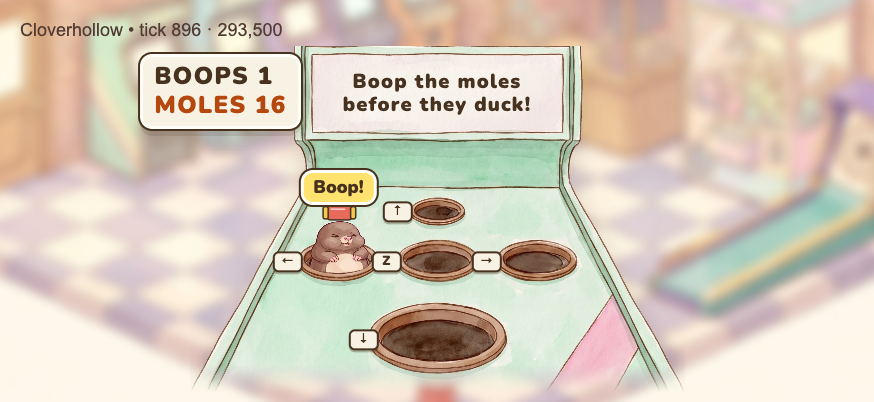 Cloverhollow • tick 896 · 293,500
BOOPS 1
MOLES 16
Boop the moles
before they duck!
Boop!
↑
←
Z
→
↓